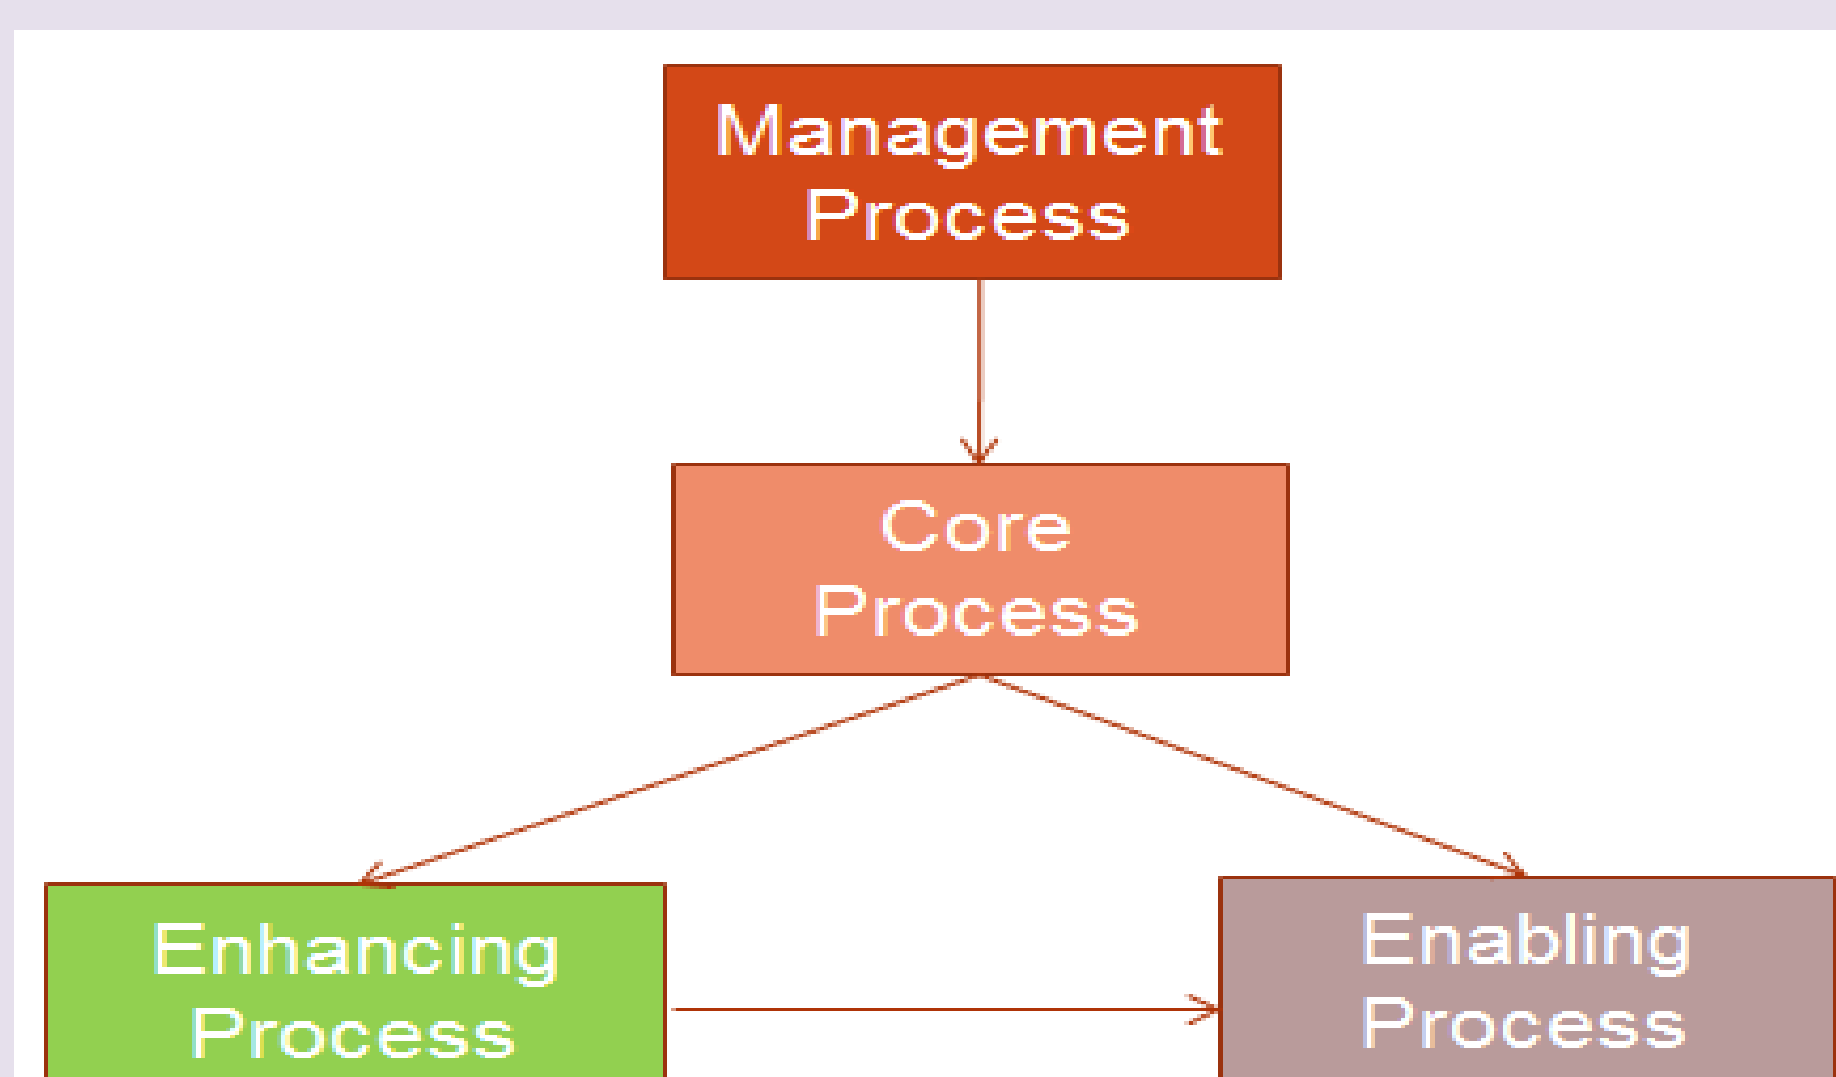 Management
Process
Core
Process
Enhancing
Process
Enabling
Process